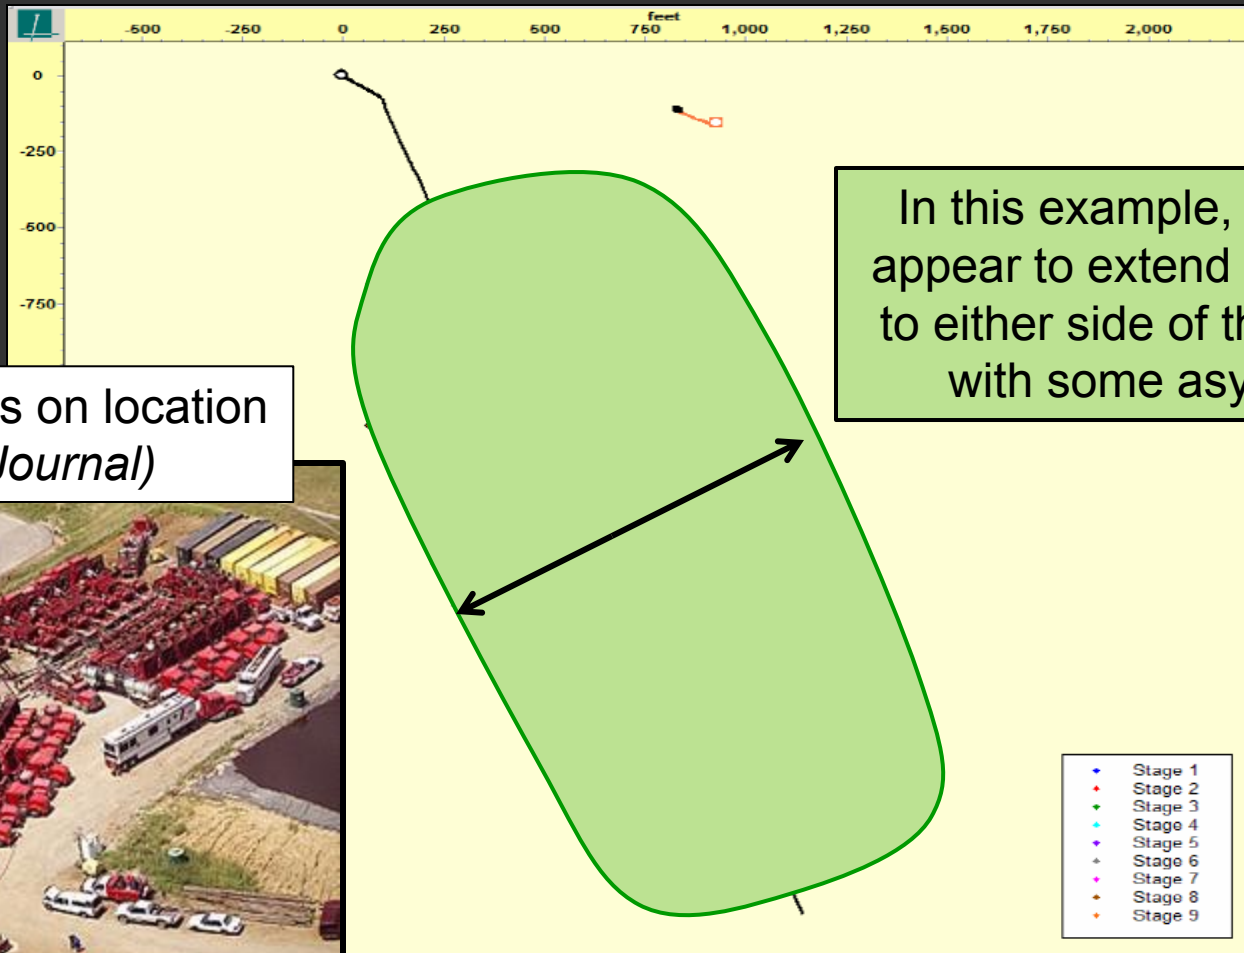 feet
-500 -250 0 250 500 750 1,000 1,250 1,500 1,750 2,000
0
-250
-500
-750
In this example,
appear to extend
to either side of th
with some asy
s on location
Journal)
Stage 1
Stage 2
Stage 3
Stage 4
Stage 5
Stage 6
Stage 7
Stage 8
Stage 9